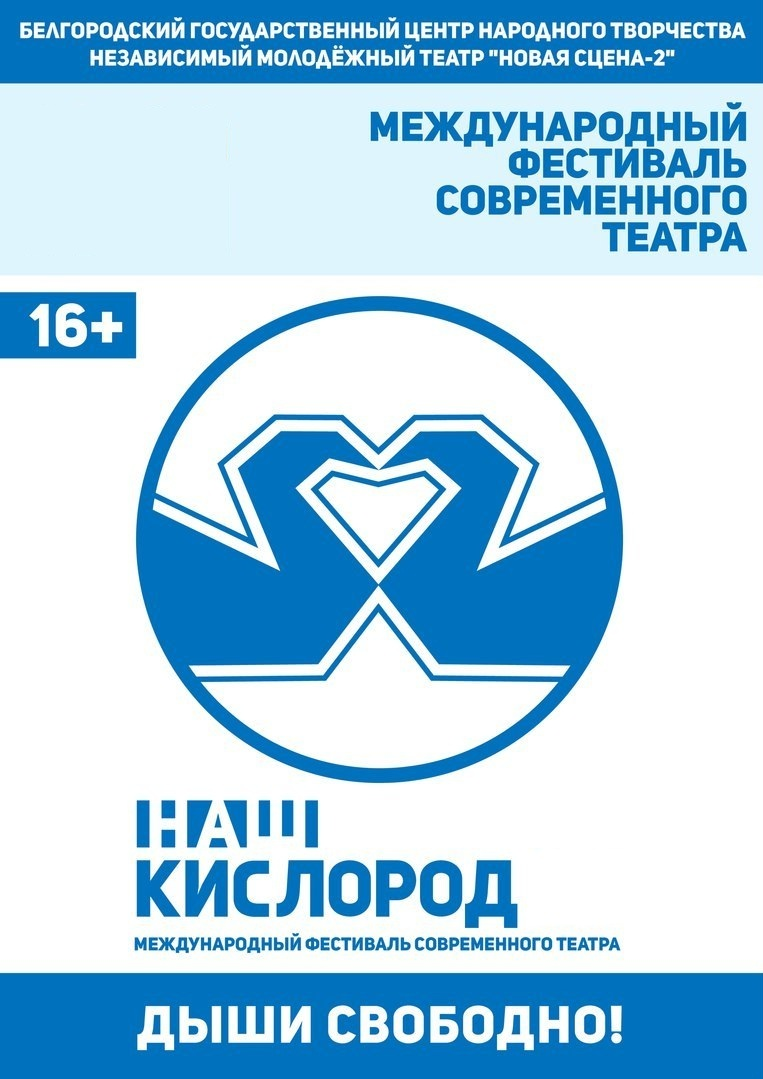 БЕЛГОРОДСКИЙ ГОСУДАРСТВЕННЫЙ ЦЕНТР НАРОДНОГО ТВОРЧЕСТВА
НЕЗАВИСИМЫЙ МОЛОДЁЖНЫЙ ТЕАТР "НОВАЯ СЦЕНА-2"
МЕЖДУНАРОДНЫЙ
ФЕСТИВАЛЬ
СОВРЕМЕННОГО
ТЕАТРА
16+
НАШ
КИСЛОРОД
МЕЖДУНАРОДНЫЙ ФЕСТИВАЛЬ СОВРЕМЕННОГО ТЕАТРА
ДЫШИ СВОБОДНО!